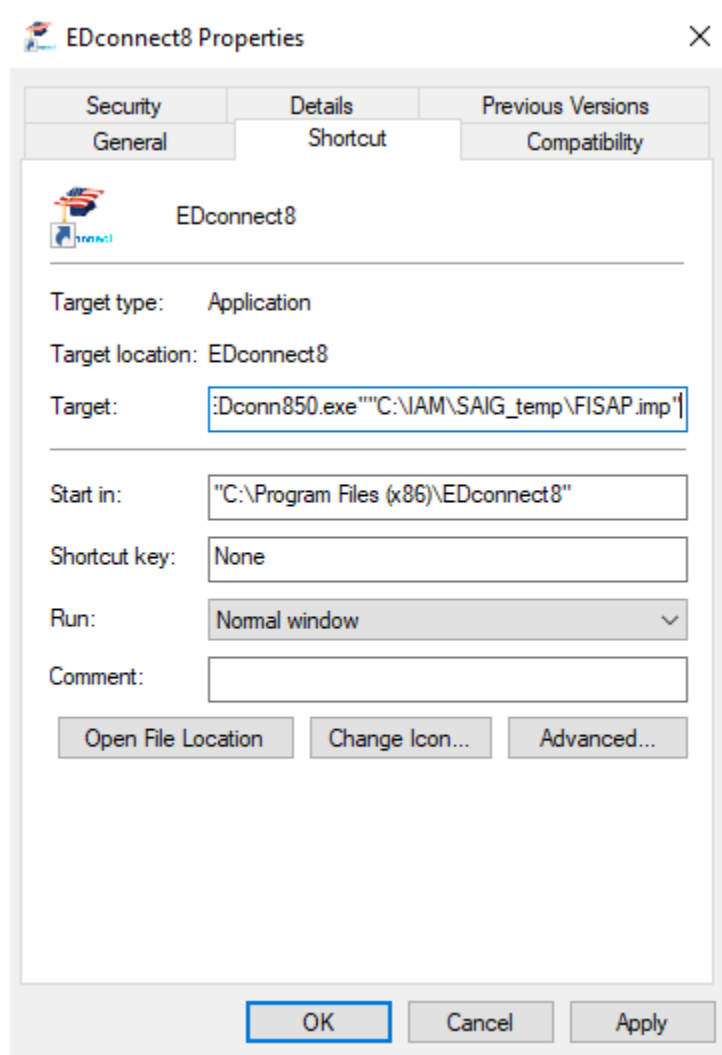 EDconnect8 Properties
Security Details Previous Versions
General Shortcut Compatibility
EDconnect8
Target type: Application
Target location: EDconnect8
Target: :Dconn850.exe""C:\IAM\SAIG_temp\FISAP.imp"
Start in: "C:\Program Files (x86)\EDconnect8"
Shortcut key: None
Run: Normal window
Comment:
Open File Location Change Icon... Advanced...
OK Cancel Apply